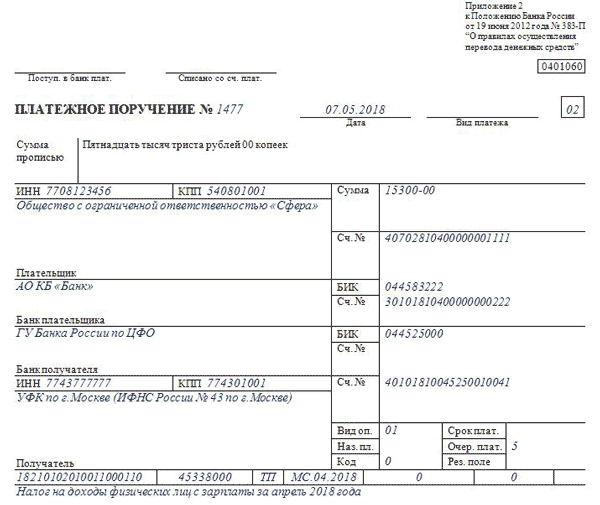 Приложение 2
к Положению Банка России
от 19 июня 2012 года № 383-П
"О правилах осуществления
перевода денежных средств"
0401060
Поступ. в банк плат. Списано со сч. плат.
ПЛАТЕЖНОЕ ПОРУЧЕНИЕ № 1477 07.05.2018 02
Дата Вид платежа
Сумма прописью Пятнадцать тысяч триста рублей 00 копеек
ИНН 7708123456 КПП 540801001 Сумма 15300-00
Общество с ограниченной ответственностью «Сфера»
Сч. № 40702810400000001111
Плательщик
АО КБ «Банк» БИК 044583222
Сч. № 30101810400000000222
Банк плательщика
ГУ Банка России по ЦФО БИК 044525000
Сч. №
Банк получателя
ИНН 7743777777 КПП 774301001 Сч. № 40101810045250010041
УФК по г.Москве (ИФНС России № 43 по г.Москве)
Вид оп. 01 Срок плат.
Наз. пл. Очер. плат. 5
Получатель Код 0 Рез. поле
18210102010011000110 45338000 ТП МС.04.2018 0 0
Налог на доходы физических лиц с зарплаты за апрель 2018 года